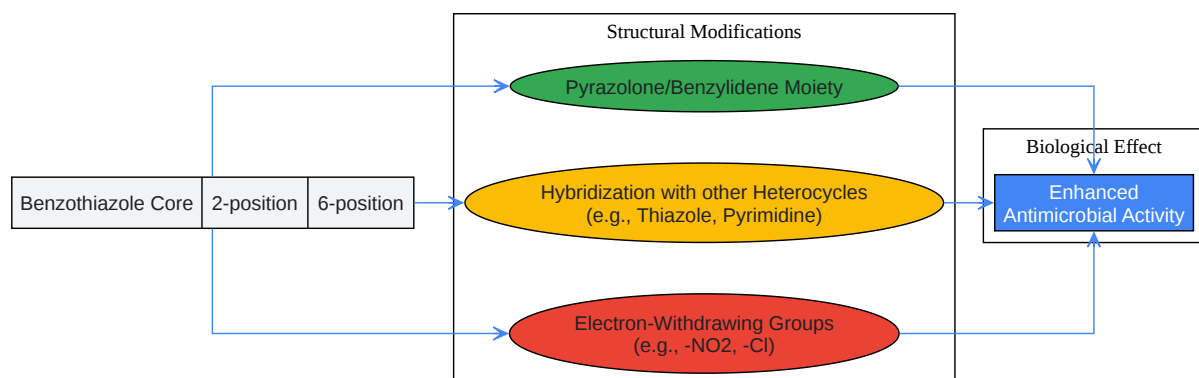 Structural Modifications
Pyrazolone/Benzylidene Moiety
Biological Effect
Benzothiazole Core
2-position
6-position
Hybridization with other Heterocycles
(e.g., Thiazole, Pyrimidine)
Enhanced
Antimicrobial Activity
Electron-Withdrawing Groups
(e.g., -NO2, -Cl)